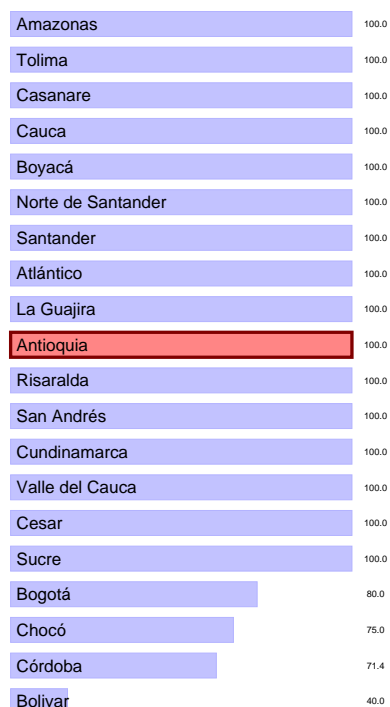 Amazonas 100.0
Tolima 100.0
Casanare 100.0
Cauca 100.0
Boyacá 100.0
Norte de Santander 100.0
Santander 100.0
Atlántico 100.0
La Guajira 100.0
Antioquia 100.0
Risaralda 100.0
San Andrés 100.0
Cundinamarca 100.0
Valle del Cauca 100.0
Cesar 100.0
Sucre 100.0
Bogotá 80.0
Chocó 75.0
Córdoba 71.4
Bolivar 40.0